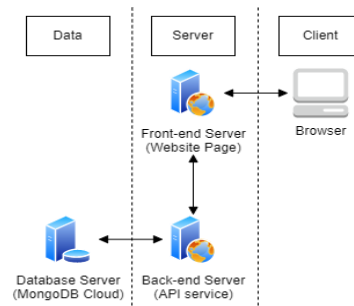 Data
Server
Client
Front-end Server
(Website Page)
Browser
Database Server
(MongoDB Cloud)
Back-end Server
(API service)